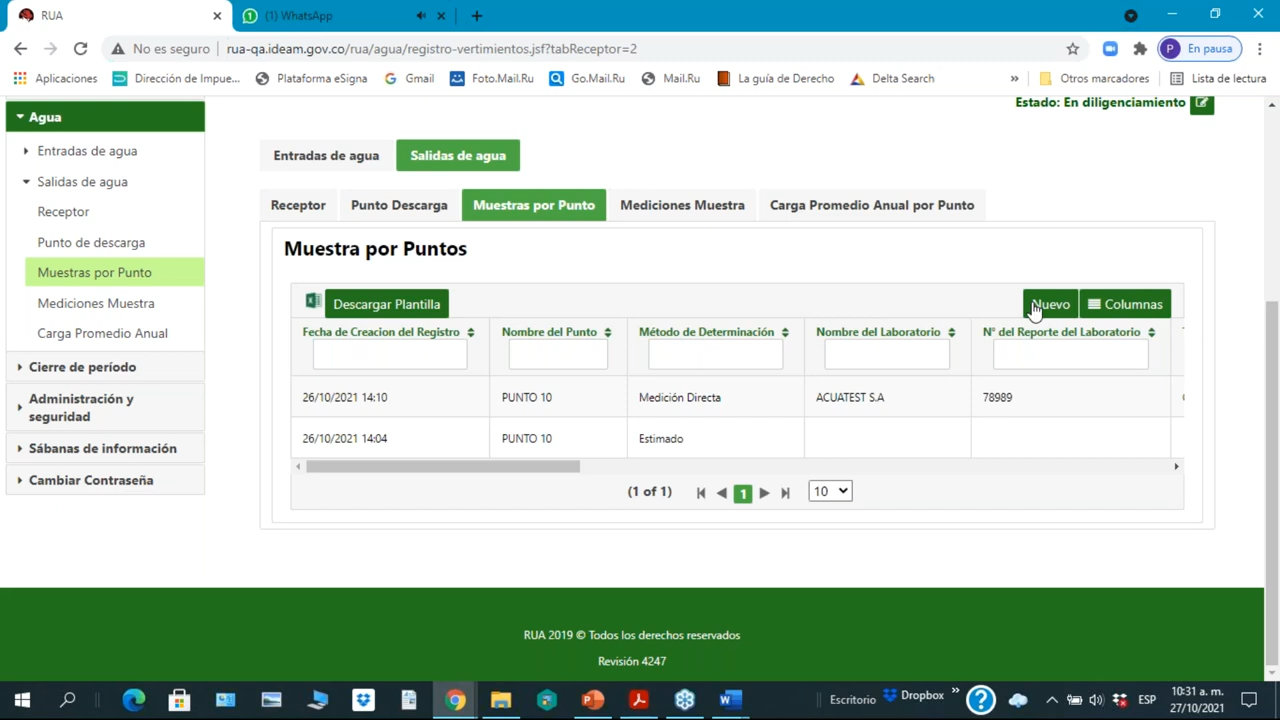 RUA
(1) WhatsApp
No es seguro
rua-qa.ideam.gov.co/rua/agua/registro-vertimientos.jsf?tabReceptor=2
P En pausa
Aplicaciones
Dirección de Impue...
Plataforma eSigna
Gmail
Foto.Mail.Ru
Go.Mail.Ru
Mail.Ru
La guía de Derecho
Delta Search
»
Otros marcadores
Lista de lectura
Estado: En diligenciamiento
Agua
Entradas de agua
Salidas de agua
Receptor
Punto de descarga
Muestras por Punto
Mediciones Muestra
Carga Promedio Anual
Cierre de período
Administración y
seguridad
Sábanas de información
Cambiar Contraseña
Entradas de agua
Salidas de agua
Receptor
Punto Descarga
Muestras por Punto
Mediciones Muestra
Carga Promedio Anual por Punto
Muestra por Puntos
Descargar Plantilla
Nuevo
Columnas
Fecha de Creacion del Registro
Nombre del Punto
Método de Determinación
Nombre del Laboratorio
N° del Reporte del Laboratorio
26/10/2021 14:10
PUNTO 10
Medición Directa
ACUATEST S.A
78989
26/10/2021 14:04
PUNTO 10
Estimado
(1 of 1)
1
10
RUA 2019 © Todos los derechos reservados
Revisión 4247
Escritorio
Dropbox
»
ESP
10:31 a. m.
27/10/2021